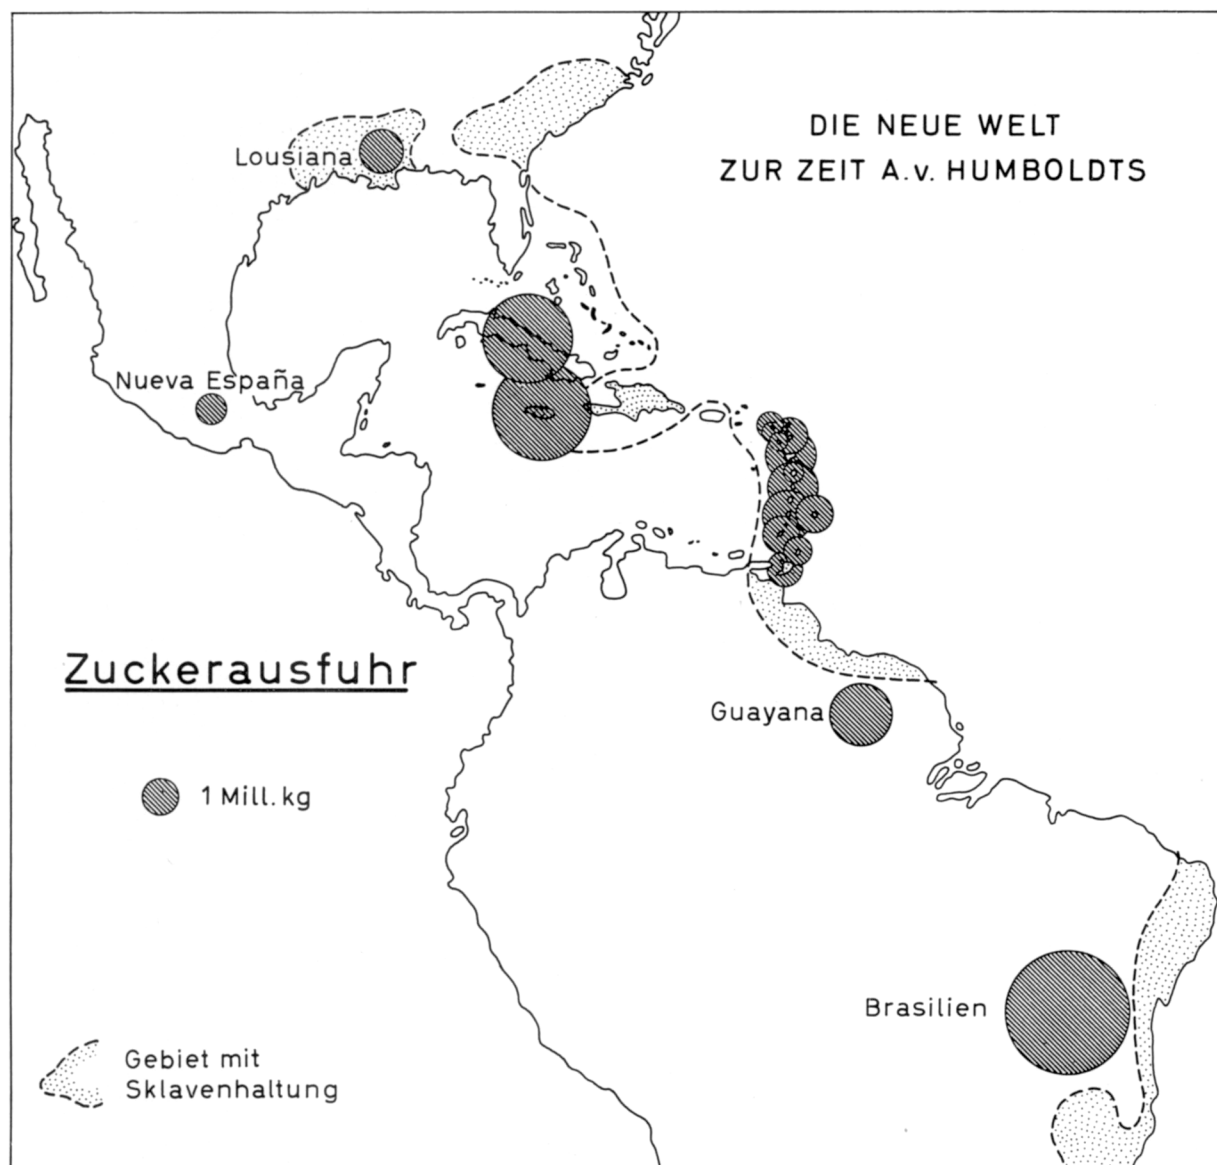 DIE NEUE WELT
ZUR ZEIT A.v. HUMBOLDTS
Lousiana
Nueva España
Zuckerausfuhr
Guayana
1 Mill. kg
Brasilien
Gebiet mit
Sklavenhaltung